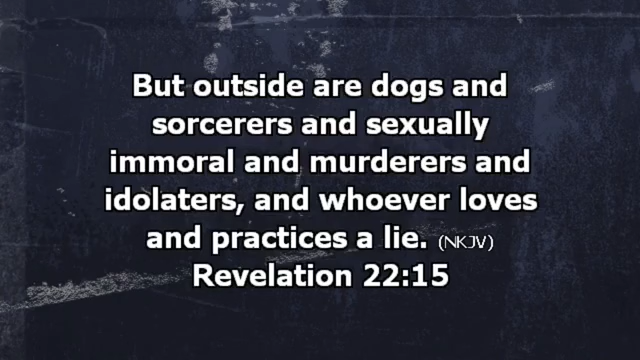 But outside are dogs and
sorcerers and sexually
immoral and murderers and
idolaters, and whoever loves
and practices a lie. (NKJV)
Revelation 22:15